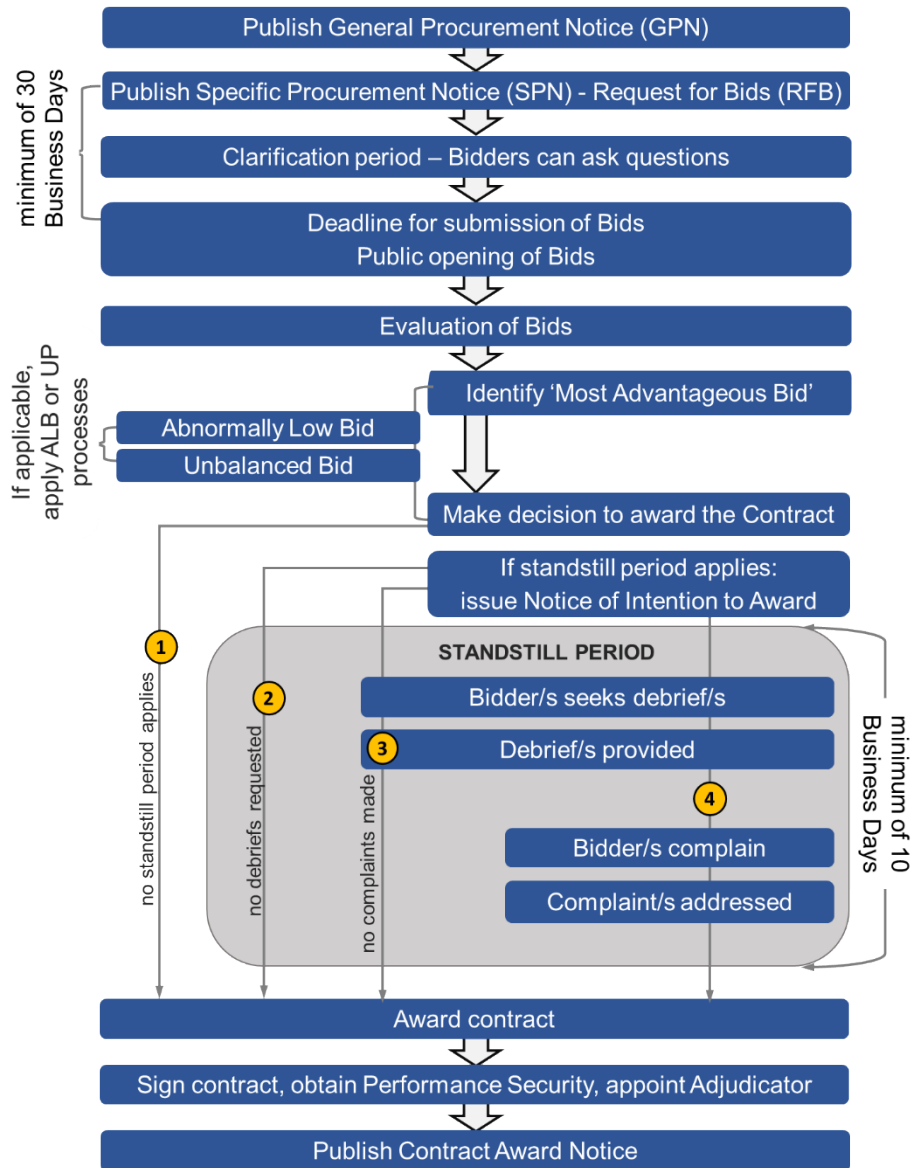 Publish General Procurement Notice (GPN)
minimum of 30
Business Days
Publish Specific Procurement Notice (SPN) - Request for Bids (RFB)
Clarification period – Bidders can ask questions
Deadline for submission of Bids
Public opening of Bids
Evaluation of Bids
If applicable,
apply ALB or UP
processes
Identify ‘Most Advantageous Bid’
Abnormally Low Bid
Unbalanced Bid
Make decision to award the Contract
If standstill period applies:
issue Notice of Intention to Award
1
no standstill period applies
2
no debriefs requested
3
no complaints made
STANDSTILL PERIOD
Bidder/s seeks debrief/s
Debrief/s provided
4
Bidder/s complain
Complaint/s addressed
minimum of 10
Business Days
Award contract
Sign contract, obtain Performance Security, appoint Adjudicator
Publish Contract Award Notice